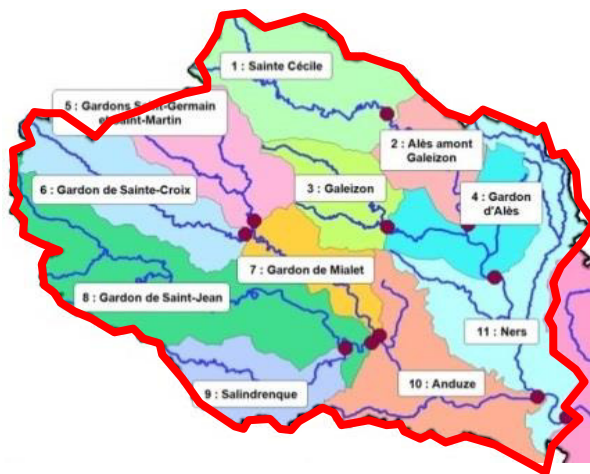 1 : Sainte Cécile
5 : Gardons Saint-Germain
et Saint-Martin
2 : Alès amont
Galeizon
6 : Gardon de Sainte-Croix
3 : Galeizon
4 : Gardon
d'Alès
7 : Gardon de Mialet
8 : Gardon de Saint-Jean
11 : Ners
9 : Salindrenque
10 : Anduze